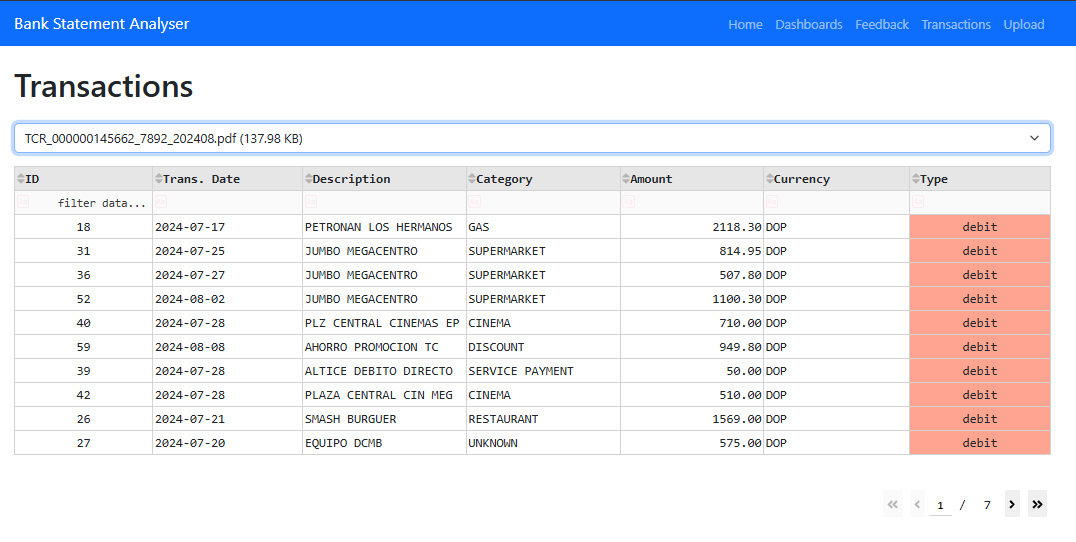 Bank Statement Analyser Home Dashboards Feedback Transactions Upload
Transactions
TCR_000000145662_7892_202408.pdf (137.98 KB)
ID Trans. Date Description Category Amount Currency Type
filter data...
18 2024-07-17 PETRONAN LOS HERMANOS GAS 2118.30 DOP debit
31 2024-07-25 JUMBO MEGACENTRO SUPERMARKET 814.95 DOP debit
36 2024-07-27 JUMBO MEGACENTRO SUPERMARKET 507.80 DOP debit
52 2024-08-02 JUMBO MEGACENTRO SUPERMARKET 1100.30 DOP debit
40 2024-07-28 PLZ CENTRAL CINEMAS EP CINEMA 710.00 DOP debit
59 2024-08-08 AHORRO PROMOCION TC DISCOUNT 949.80 DOP debit
39 2024-07-28 ALTICE DEBITO DIRECTO SERVICE PAYMENT 50.00 DOP debit
42 2024-07-28 PLAZA CENTRAL CIN MEG CINEMA 510.00 DOP debit
26 2024-07-21 SMASH BURGUER RESTAURANT 1569.00 DOP debit
27 2024-07-20 EQUIPO DCMB UNKNOWN 575.00 DOP debit
1 / 7